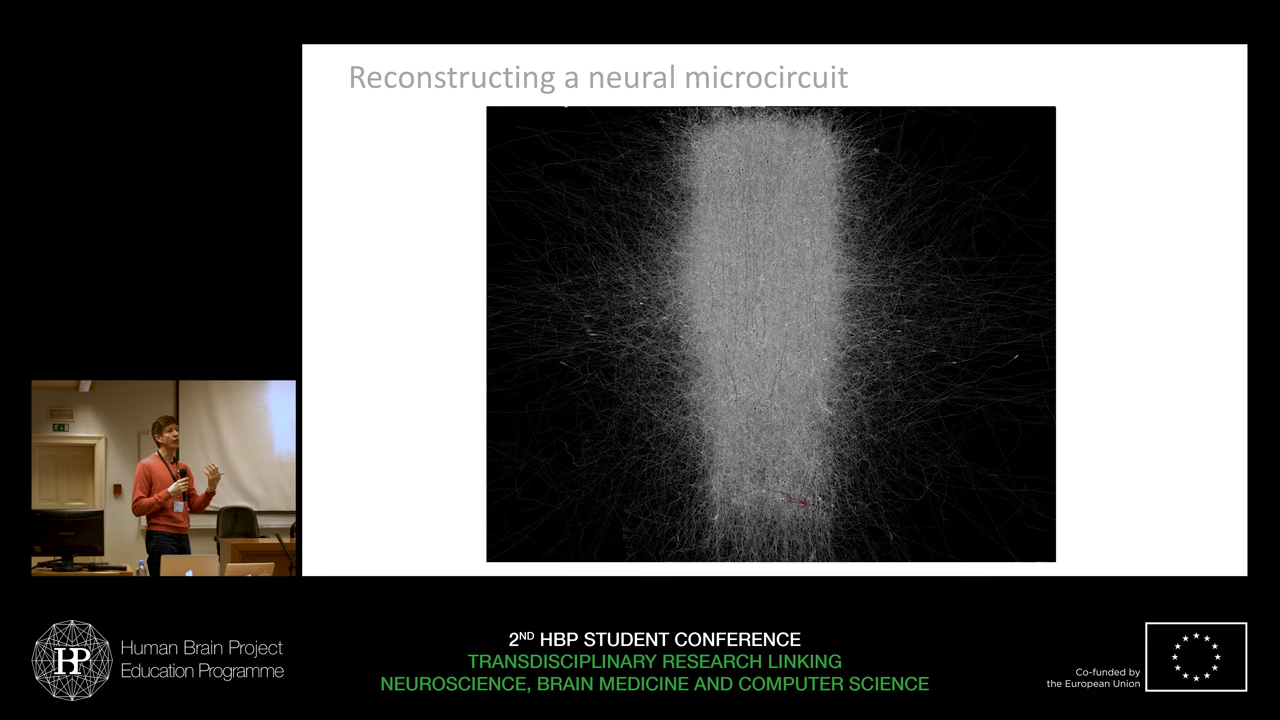 Reconstructing a neural microcircuit
HP
Human Brain Project
Education Programme
2ND HBP STUDENT CONFERENCE
TRANSDISCIPLINARY RESEARCH LINKING
NEUROSCIENCE, BRAIN MEDICINE AND COMPUTER SCIENCE
Co-funded by
the European Union